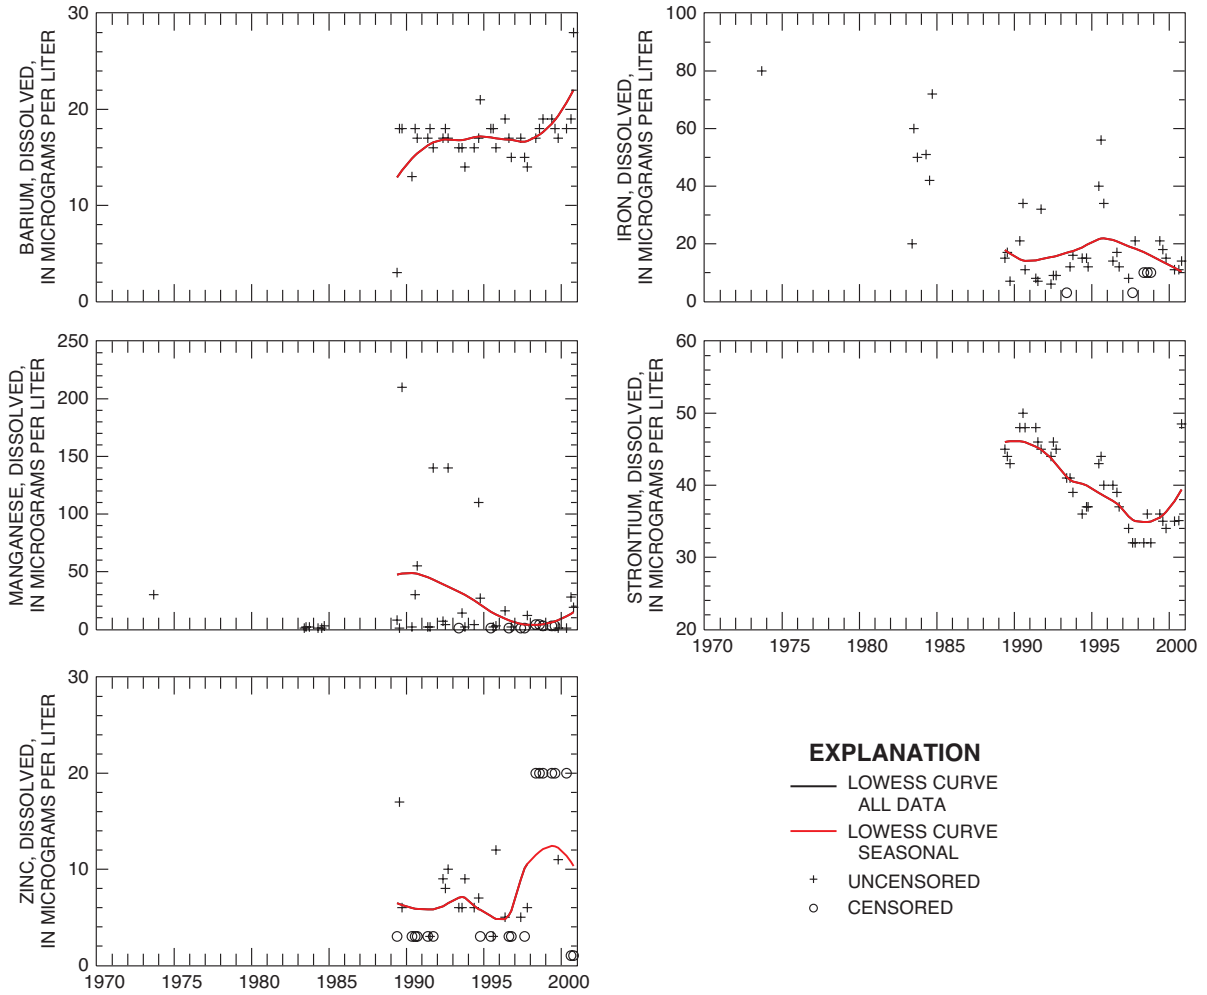 BARIUM, DISSOLVED,
IN MICROGRAMS PER LITER
30
20
10
0
IRON, DISSOLVED,
IN MICROGRAMS PER LITER
100
80
60
40
20
0
MANGANESE, DISSOLVED,
IN MICROGRAMS PER LITER
250
200
150
100
50
0
STRONTIUM, DISSOLVED,
IN MICROGRAMS PER LITER
60
50
40
30
20
1970 1975 1980 1985 1990 1995 2000
ZINC, DISSOLVED,
IN MICROGRAMS PER LITER
30
20
10
0
1970 1975 1980 1985 1990 1995 2000
EXPLANATION
LOWESS CURVE
ALL DATA
LOWESS CURVE
SEASONAL
UNCENSORED
CENSORED